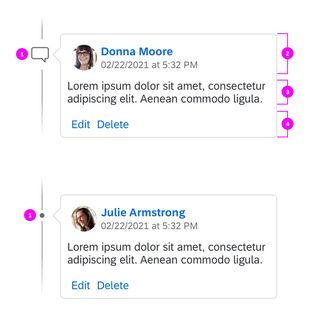 1
Donna Moore
2
02/22/2021 at 5:32 PM
Lorem ipsum dolor sit amet, consectetur
3
adipiscing elit. Aenean commodo ligula.
Edit Delete
4
1
Julie Armstrong
02/22/2021 at 5:32 PM
Lorem ipsum dolor sit amet, consectetur
adipiscing elit. Aenean commodo ligula.
Edit Delete